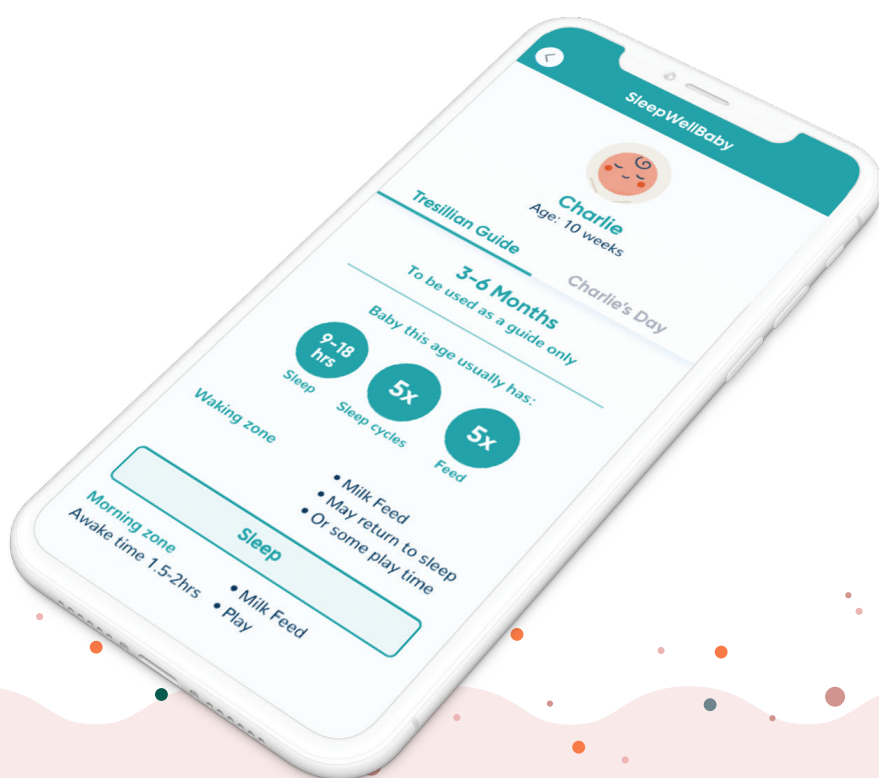 SleepWellBaby
Charlie
Age: 10 weeks
Tresillian Guide
Charlie's Day
3-6 Months
To be used as a guide only
Baby this age usually has:
9-18
hrs
Sleep
5x
Sleep cycles
5x
Feed
Waking zone
• Milk Feed
• May return to sleep
• Or some play time
Sleep
Morning zone
Awake time 1.5-2hrs
• Milk Feed
• Play